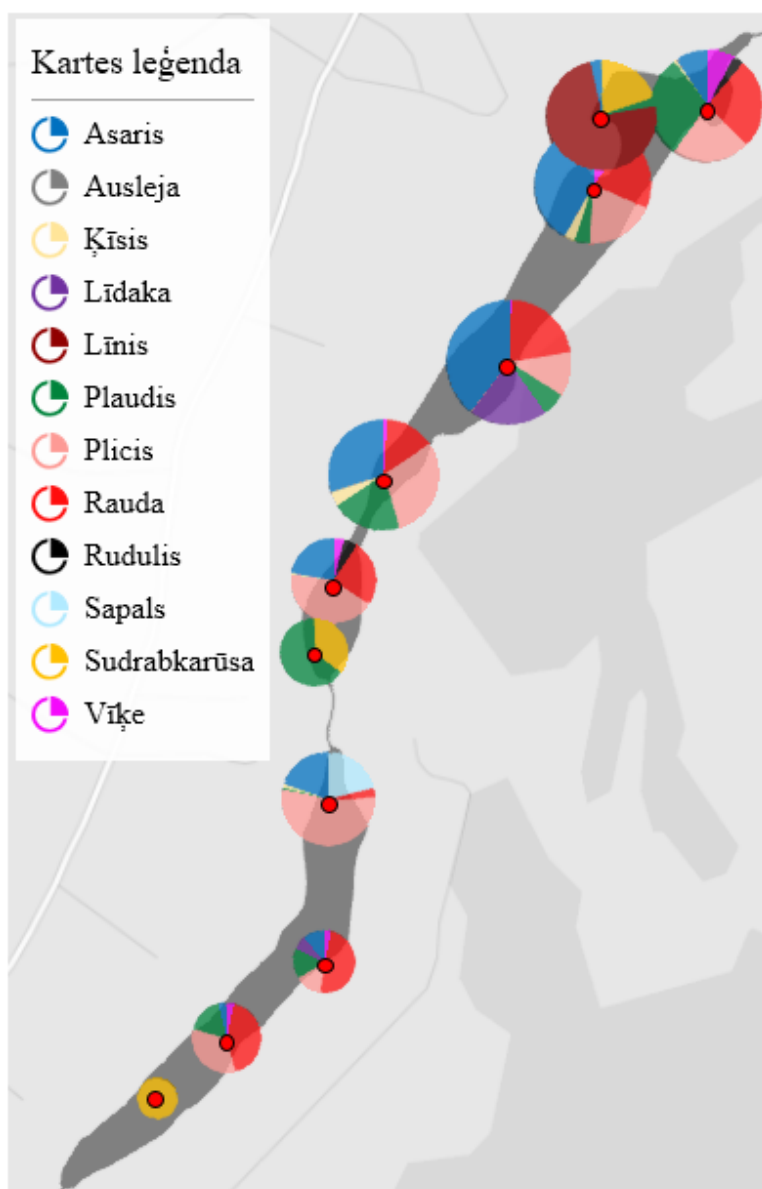 Kartes leģenda
Asaris
Ausleja
Ķīsis
Līdaka
Līnis
Plaudis
Plicis
Rauda
Rudulis
Sapals
Sudrabkarūsa
Vīķe